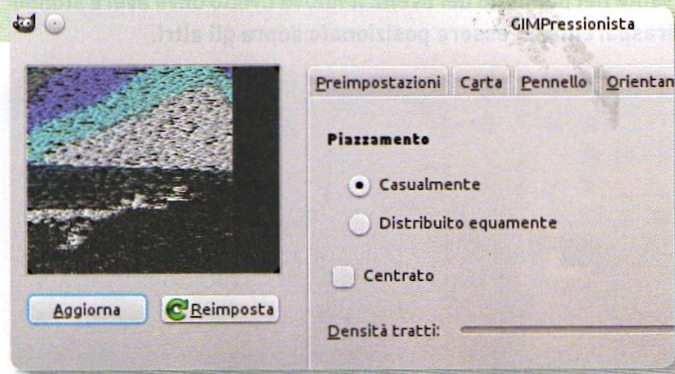 GIMPressionista
Preimpostazioni Carta Pennello Orientan
Piazzamento
Casualmente
Distribuito equamente
Centrato
Aggiorna Reimposta
Densità tratti: